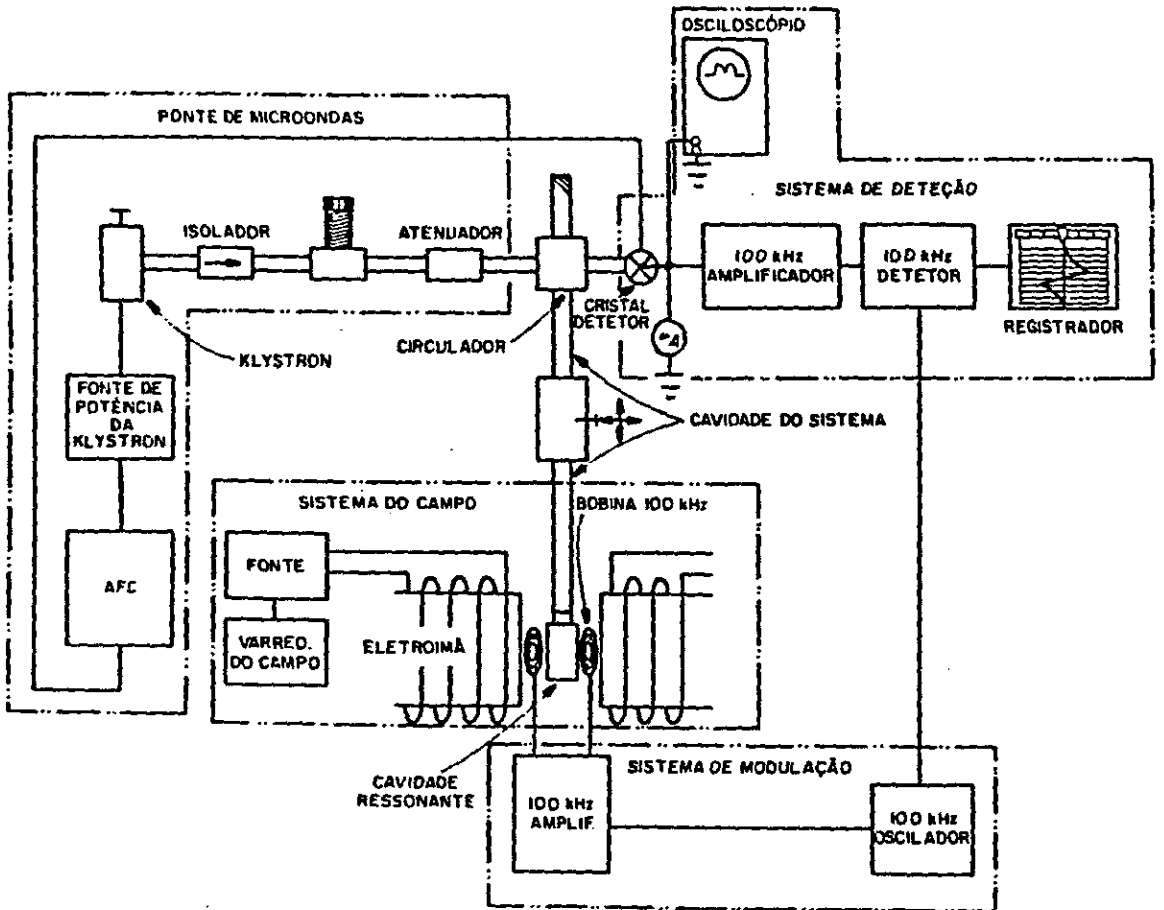 OSCILOSCÓPIO
PONTE DE MICROONDAS
SISTEMA DE DETEÇÃO
ISOLADOR
ATENUADOR
100 kHz
AMPLIFICADOR
100 kHz
DETETOR
CRISTAL
DETETOR
REGISTRADOR
CIRCULADOR
KLYSTRON
A
FONTE DE
POTÊNCIA
DA
KLYSTRON
CAVIDADE DO SISTEMA
SISTEMA DO CAMPO
BOBINA 100 kHz
FONTE
AFC
VARRED.
DO CAMPO
ELETROIMÃ
SISTEMA DE MODULAÇÃO
CAVIDADE
RESSONANTE
100 kHz
AMPLIF.
100 kHz
OSCILADOR